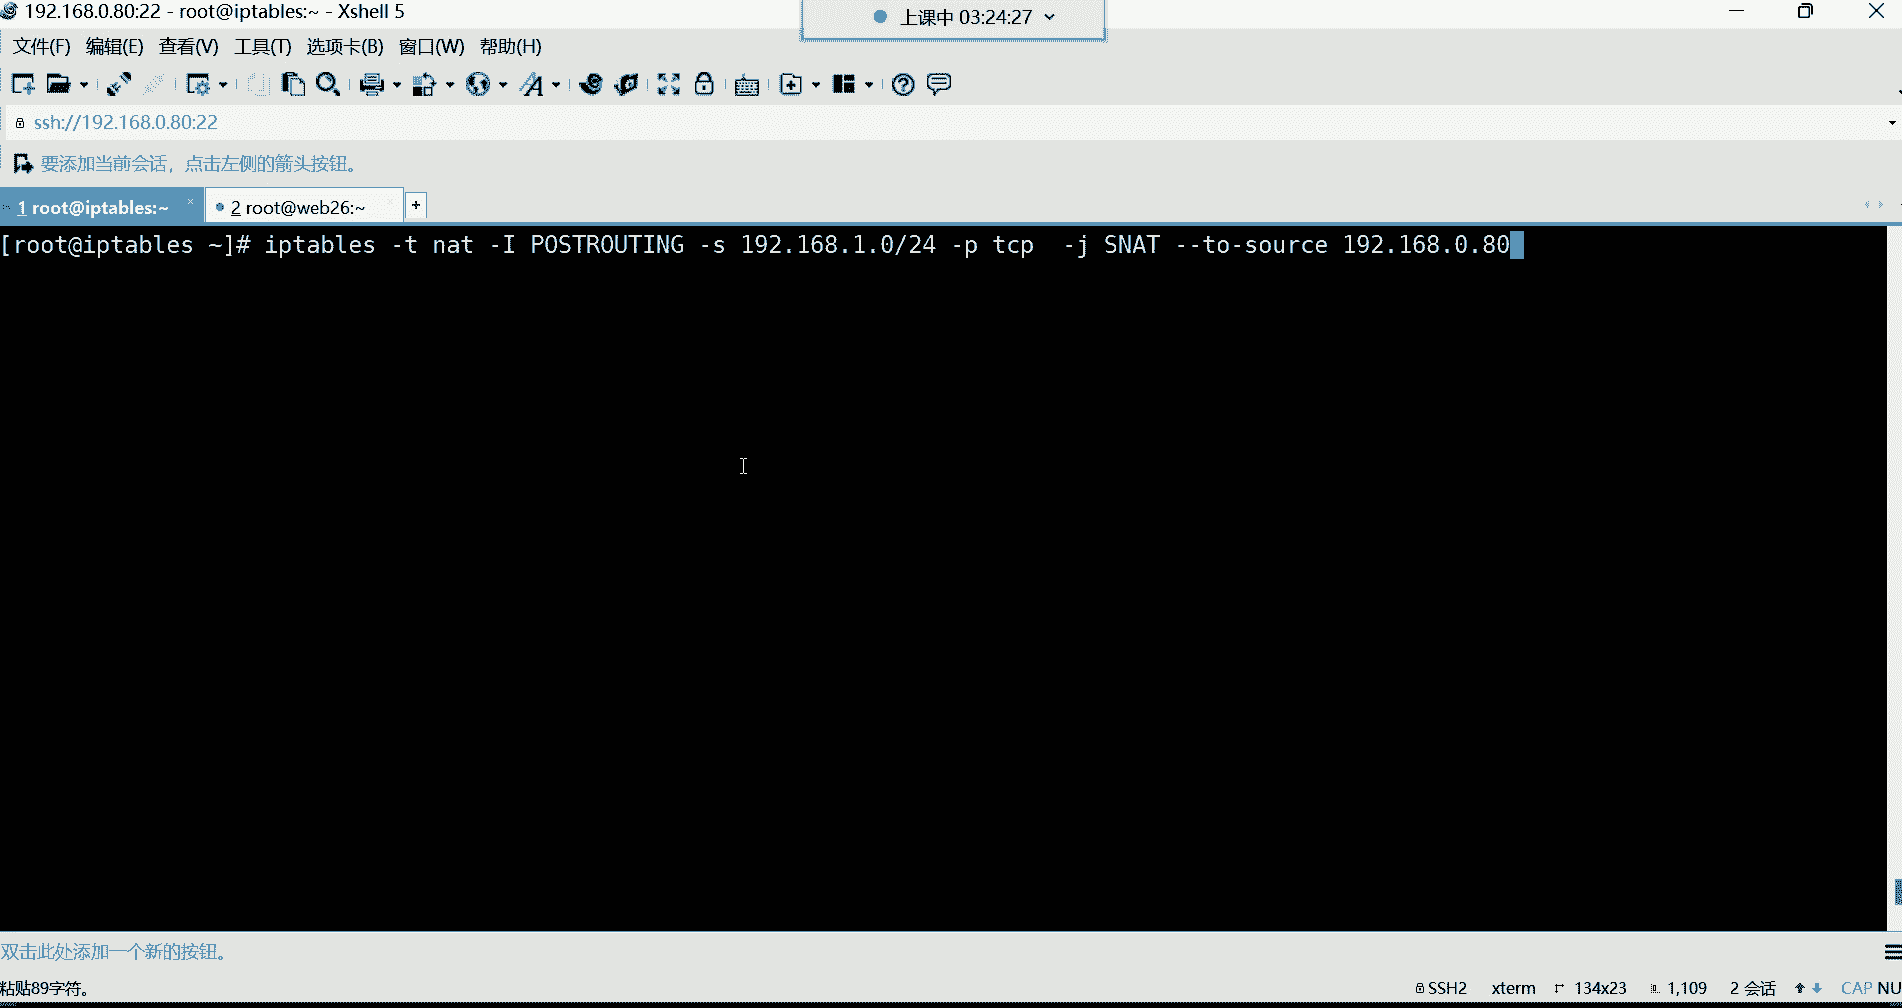 192.168.0.80:22 - root@iptables:~ - Xshell 5
上课中 03:24:27
文件(F) 编辑(E) 查看(V) 工具(T) 选项卡(B) 窗口(W) 帮助(H)
ssh://192.168.0.80:22
要添加当前会话，点击左侧的箭头按钮。
1 root@iptables:~ × 2 root@web26:~ +
[root@iptables ~]# iptables -t nat -I POSTROUTING -s 192.168.1.0/24 -p tcp  -j SNAT --to-source 192.168.0.80
双击此处添加一个新的按钮。
粘贴89字符。 SSH2 xterm 134x23 1,109 2 会话 CAP NU